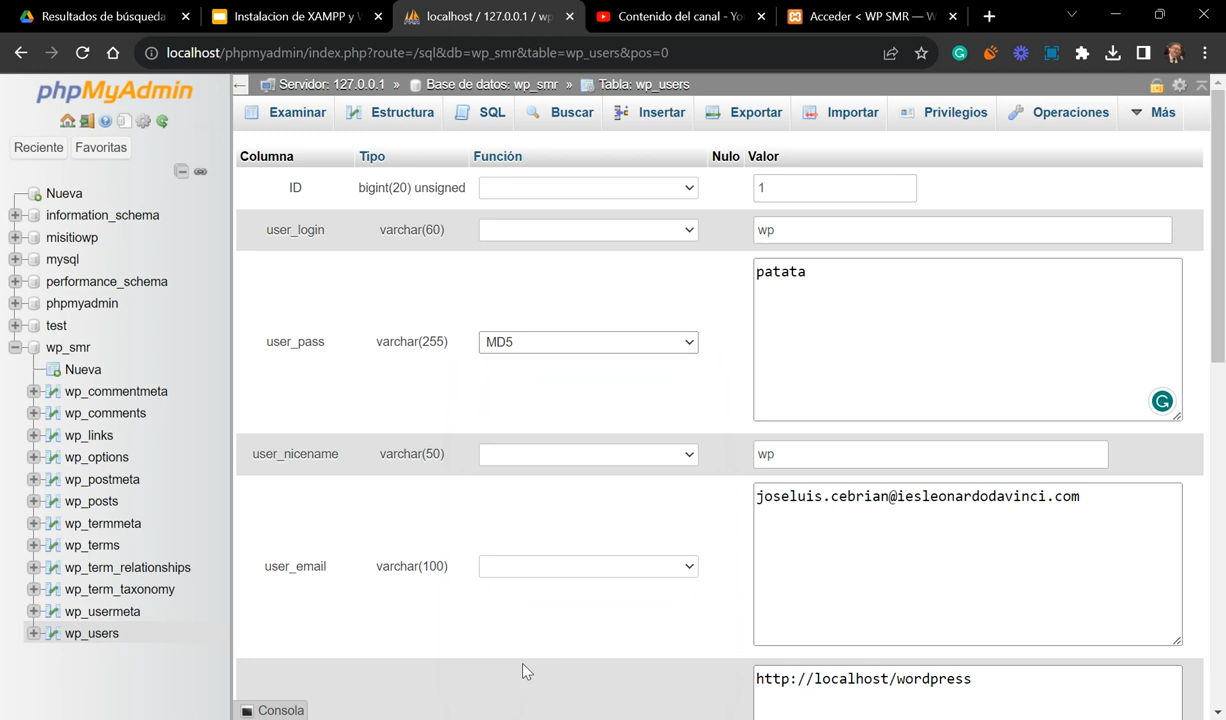 Resultados de búsqueda
Instalacion de XAMPP y W
localhost / 127.0.0.1 / wp
Contenido del canal - Yo
Acceder < WP SMR — W
localhost/phpmyadmin/index.php?route=/sql&db=wp_smr&table=wp_users&pos=0
phpMyAdmin
Servidor: 127.0.0.1 » Base de datos: wp_smr » Tabla: wp_users
Examinar Estructura SQL Buscar Insertar Exportar Importar Privilegios Operaciones Más
Reciente Favoritas
Nueva
information_schema
misitiowp
mysql
performance_schema
phpmyadmin
test
wp_smr
Nueva
wp_commentmeta
wp_comments
wp_links
wp_options
wp_postmeta
wp_posts
wp_termmeta
wp_terms
wp_term_relationships
wp_term_taxonomy
wp_usermeta
wp_users
Columna Tipo Función Nulo Valor
ID bigint(20) unsigned 1
user_login varchar(60) wp
user_pass varchar(255) MD5 patata
user_nicename varchar(50) wp
user_email varchar(100) joseluis.cebrian@iesleonardodavinci.com
http://localhost/wordpress
Consola